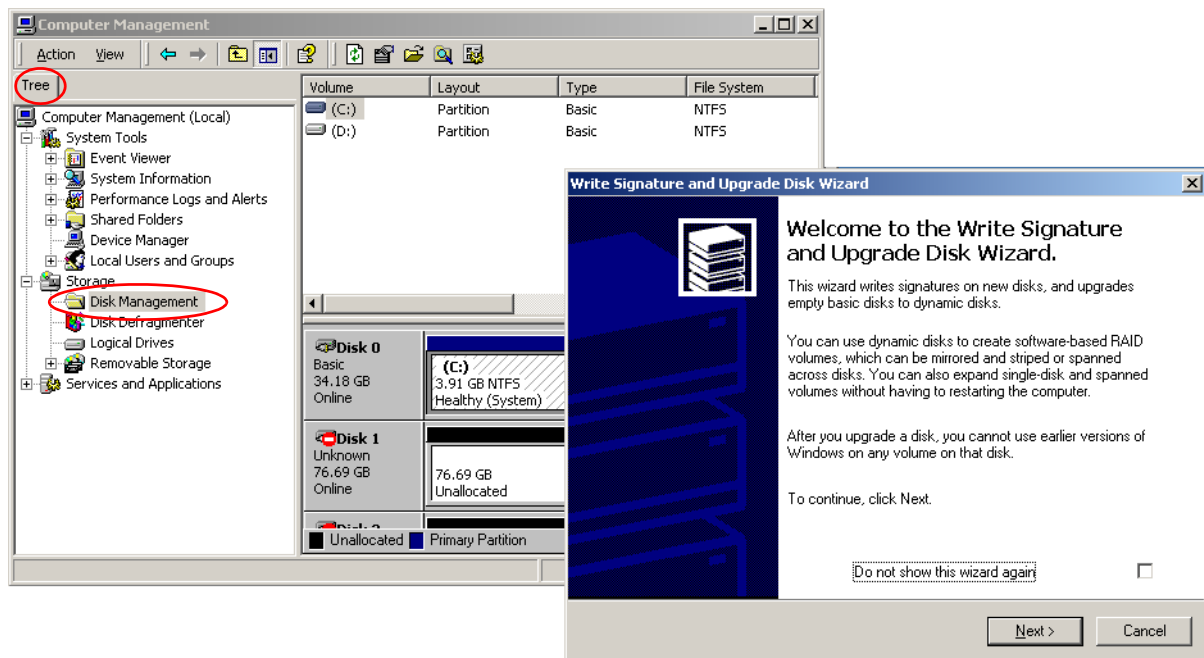 Computer Management
Action View
Tree
Volume Layout Type File System
Computer Management (Local)
System Tools
Event Viewer
System Information
Performance Logs and Alerts
Shared Folders
Device Manager
Local Users and Groups
Storage
Disk Management
Disk Defragmenter
Logical Drives
Removable Storage
Services and Applications
(C:) Partition Basic NTFS
(D:) Partition Basic NTFS
Disk 0
Basic
34.18 GB
Online
(C:)
3.91 GB NTFS
Healthy (System)
Disk 1
Unknown
76.69 GB
Online
76.69 GB
Unallocated
Disk 2
Unallocated Primary Partition
Write Signature and Upgrade Disk Wizard
Welcome to the Write Signature
and Upgrade Disk Wizard.
This wizard writes signatures on new disks, and upgrades
empty basic disks to dynamic disks.
You can use dynamic disks to create software-based RAID
volumes, which can be mirrored and striped or spanned
across disks. You can also expand single-disk and spanned
volumes without having to restarting the computer.
After you upgrade a disk, you cannot use earlier versions of
Windows on any volume on that disk.
To continue, click Next.
Do not show this wizard again
Next >
Cancel